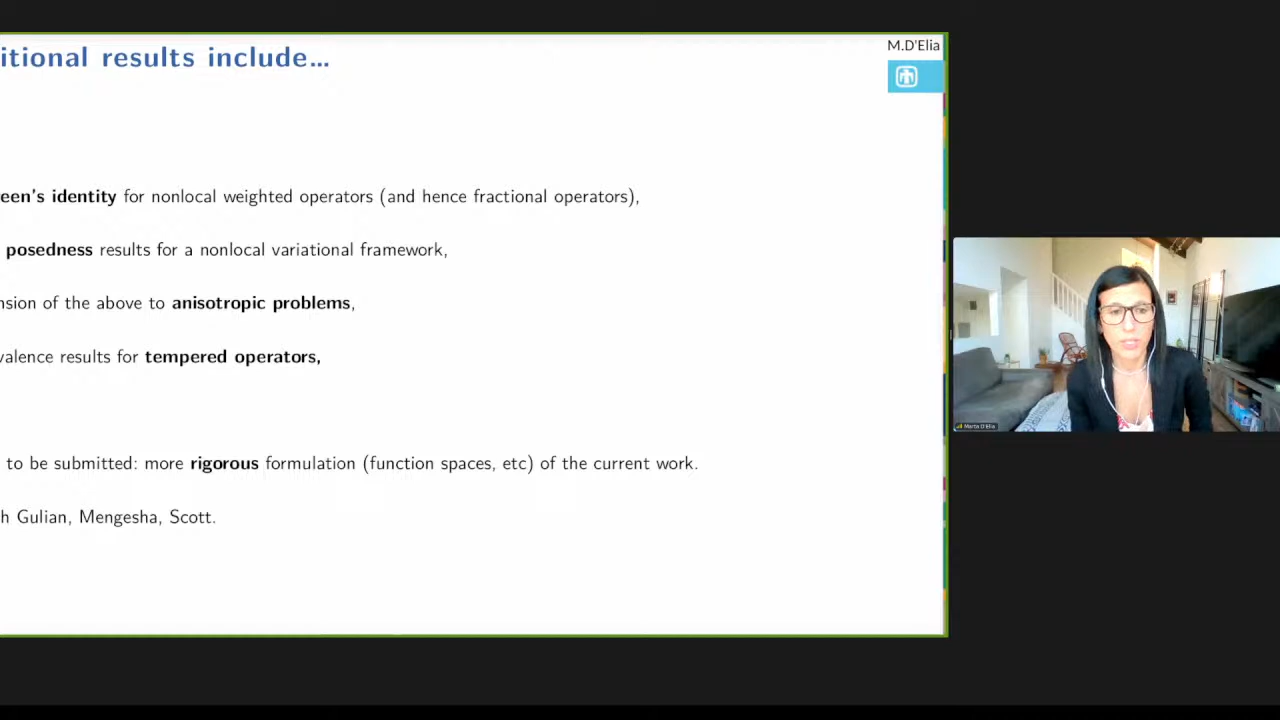 itional results include...
M.D'Elia
een's identity for nonlocal weighted operators (and hence fractional operators),
posedness results for a nonlocal variational framework,
nsion of the above to anisotropic problems,
valence results for tempered operators,
to be submitted: more rigorous formulation (function spaces, etc) of the current work.
h Gulian, Mengesha, Scott.
Marta D'Elia